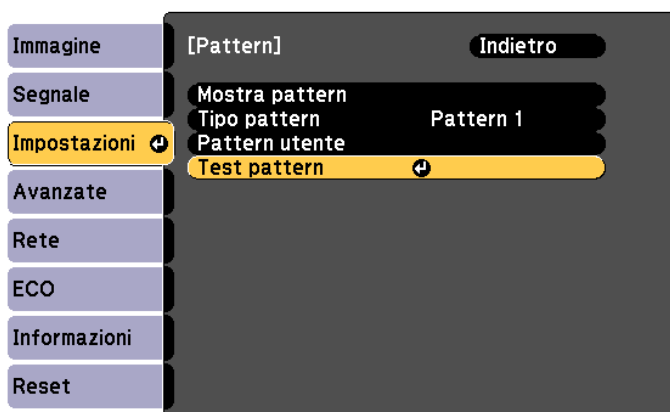 Immagine
Segnale
Impostazioni
Avanzate
Rete
ECO
Informazioni
Reset
[Pattern] Indietro
Mostra pattern
Tipo pattern Pattern 1
Pattern utente
Test pattern